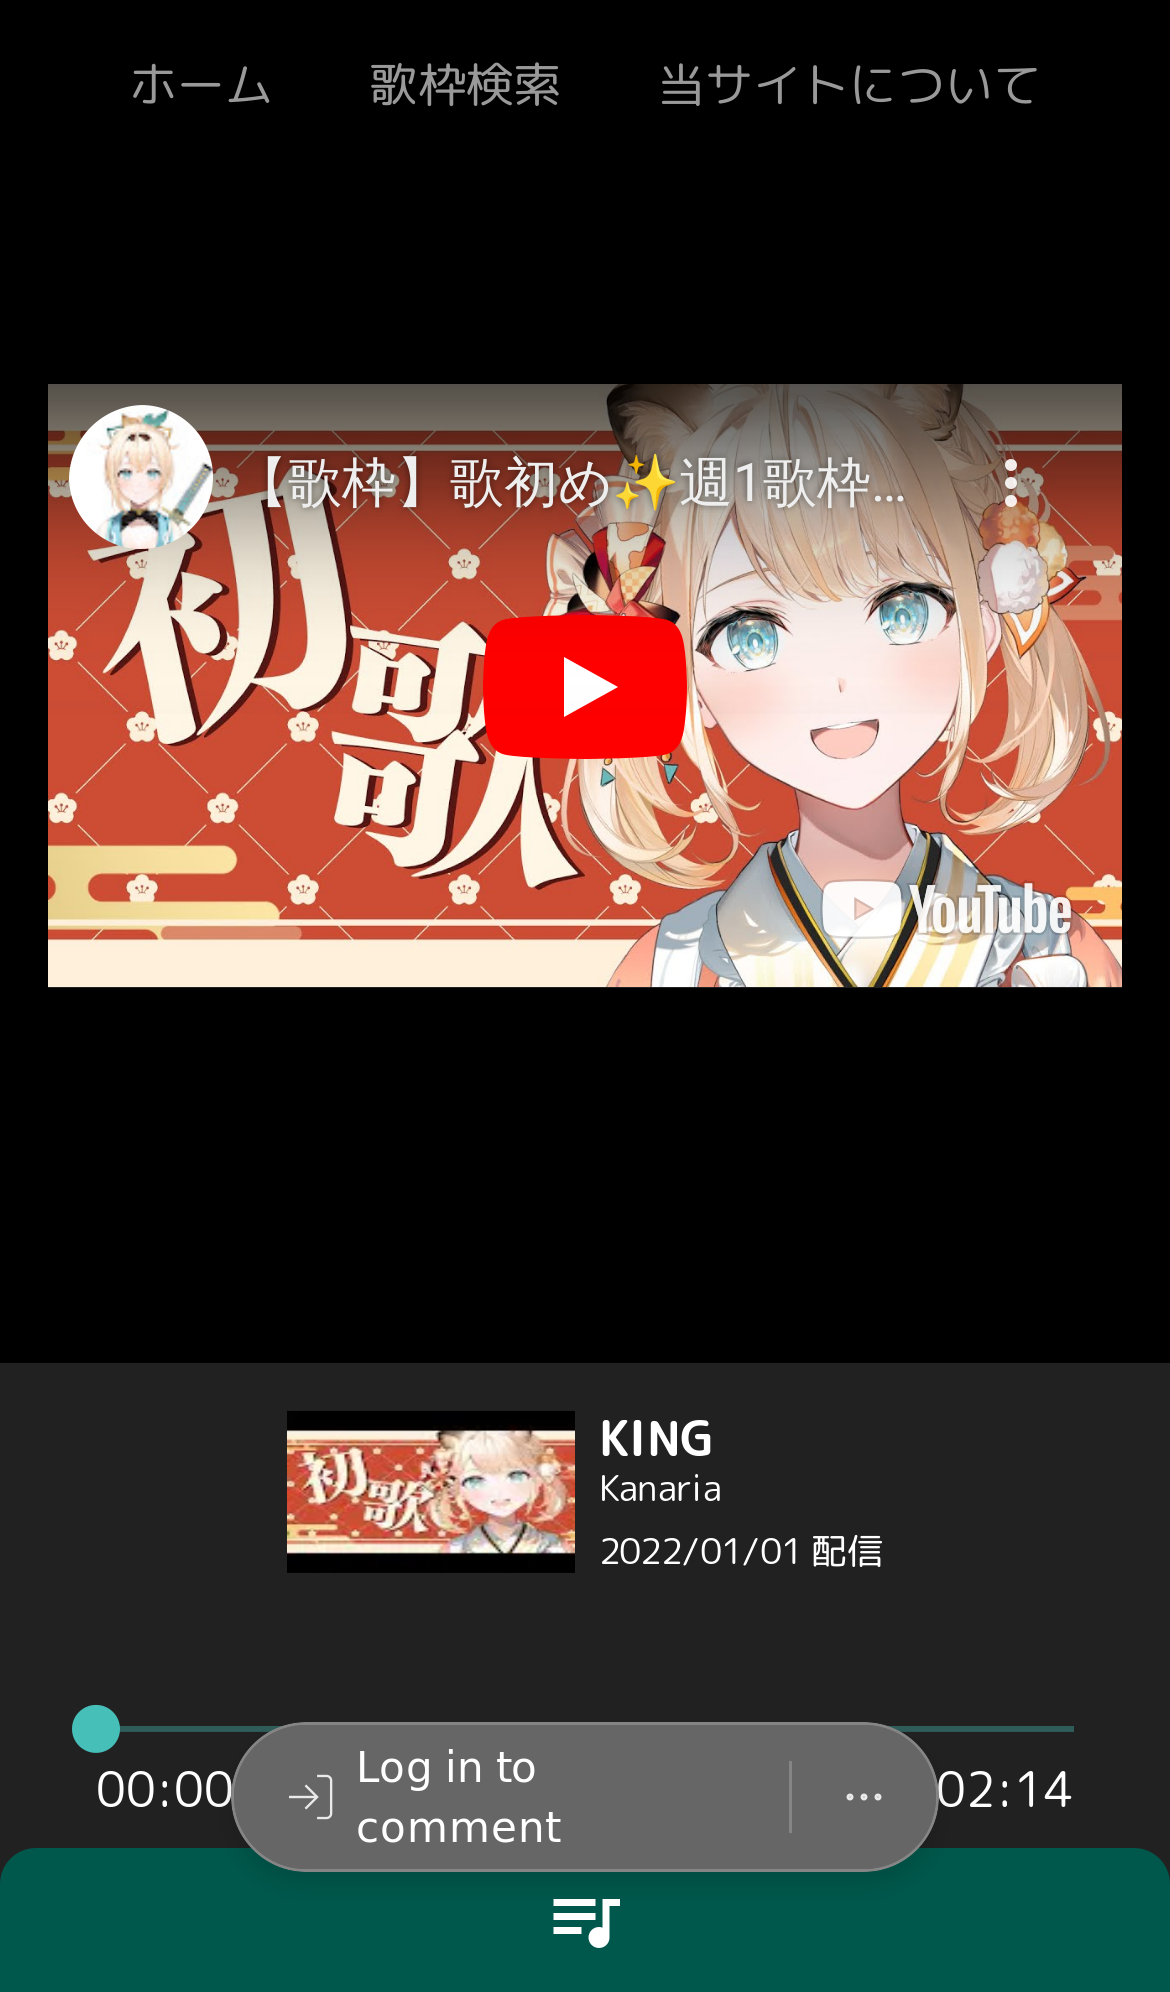 ホーム 歌枠検索 当サイトについて
【歌枠】歌初め✨週1歌枠...
初歌
YouTube
初歌
KING
Kanaria
2022/01/01 配信
00:00 02:14
Log in to
comment